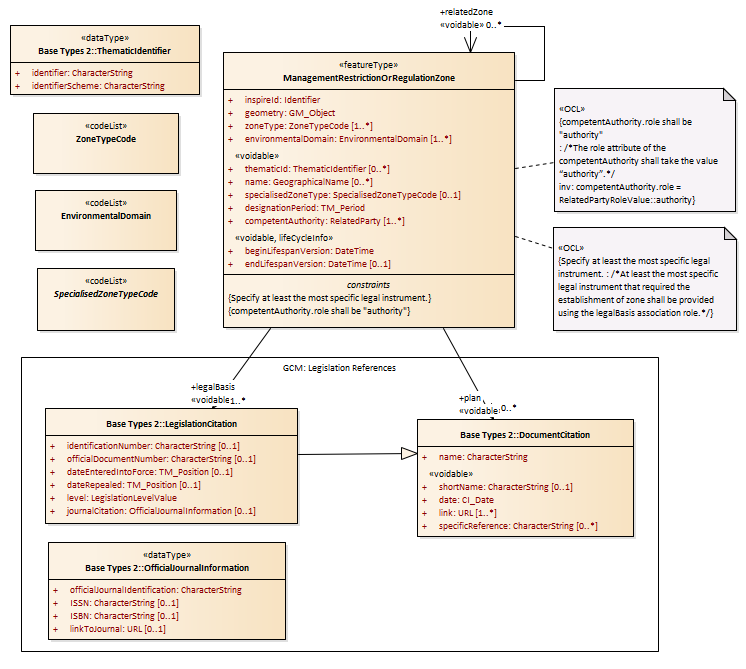 +relatedZone
«voidable» 0..*
«dataType»
Base Types 2::ThematicIdentifier
+ identifier: CharacterString
+ identifierScheme: CharacterString
«codeList»
ZoneTypeCode
«codeList»
EnvironmentalDomain
«codeList»
SpecialisedZoneTypeCode
«featureType»
ManagementRestrictionOrRegulationZone
+ inspireId: Identifier
+ geometry: GM_Object
+ zoneType: ZoneTypeCode [1..*]
+ environmentalDomain: EnvironmentalDomain [1..*]
«voidable»
+ thematicId: ThematicIdentifier [0..*]
+ name: GeographicalName [0..*]
+ specialisedZoneType: SpecialisedZoneTypeCode [0..1]
+ designationPeriod: TM_Period
+ competentAuthority: RelatedParty [1..*]
«voidable, lifeCycleInfo»
+ beginLifespanVersion: DateTime
+ endLifespanVersion: DateTime [0..1]
constraints
{Specify at least the most specific legal instrument.}
{competentAuthority.role shall be "authority"}
«OCL»
{competentAuthority.role shall be
"authority"
: /*The role attribute of the
competentAuthority shall take the value
“authority”.*/
inv: competentAuthority.role =
RelatedPartyRoleValue::authority}
«OCL»
{Specify at least the most specific legal
instrument. : /*At least the most specific
legal instrument that required the
establishment of zone shall be provided
using the legalBasis association role.*/}
GCM: Legislation References
+legalBasis
«voidable» 1..*
+plan
«voidable» 0..*
Base Types 2::LegislationCitation
+ identificationNumber: CharacterString [0..1]
+ officialDocumentNumber: CharacterString [0..1]
+ dateEnteredIntoForce: TM_Position [0..1]
+ dateRepealed: TM_Position [0..1]
+ level: LegislationLevelValue
+ journalCitation: OfficialJournalInformation [0..1]
Base Types 2::DocumentCitation
+ name: CharacterString
«voidable»
+ shortName: CharacterString [0..1]
+ date: CI_Date
+ link: URL [1..*]
+ specificReference: CharacterString [0..*]
«dataType»
Base Types 2::OfficialJournalInformation
+ officialJournalIdentification: CharacterString
+ ISSN: CharacterString [0..1]
+ ISBN: CharacterString [0..1]
+ linkToJournal: URL [0..1]